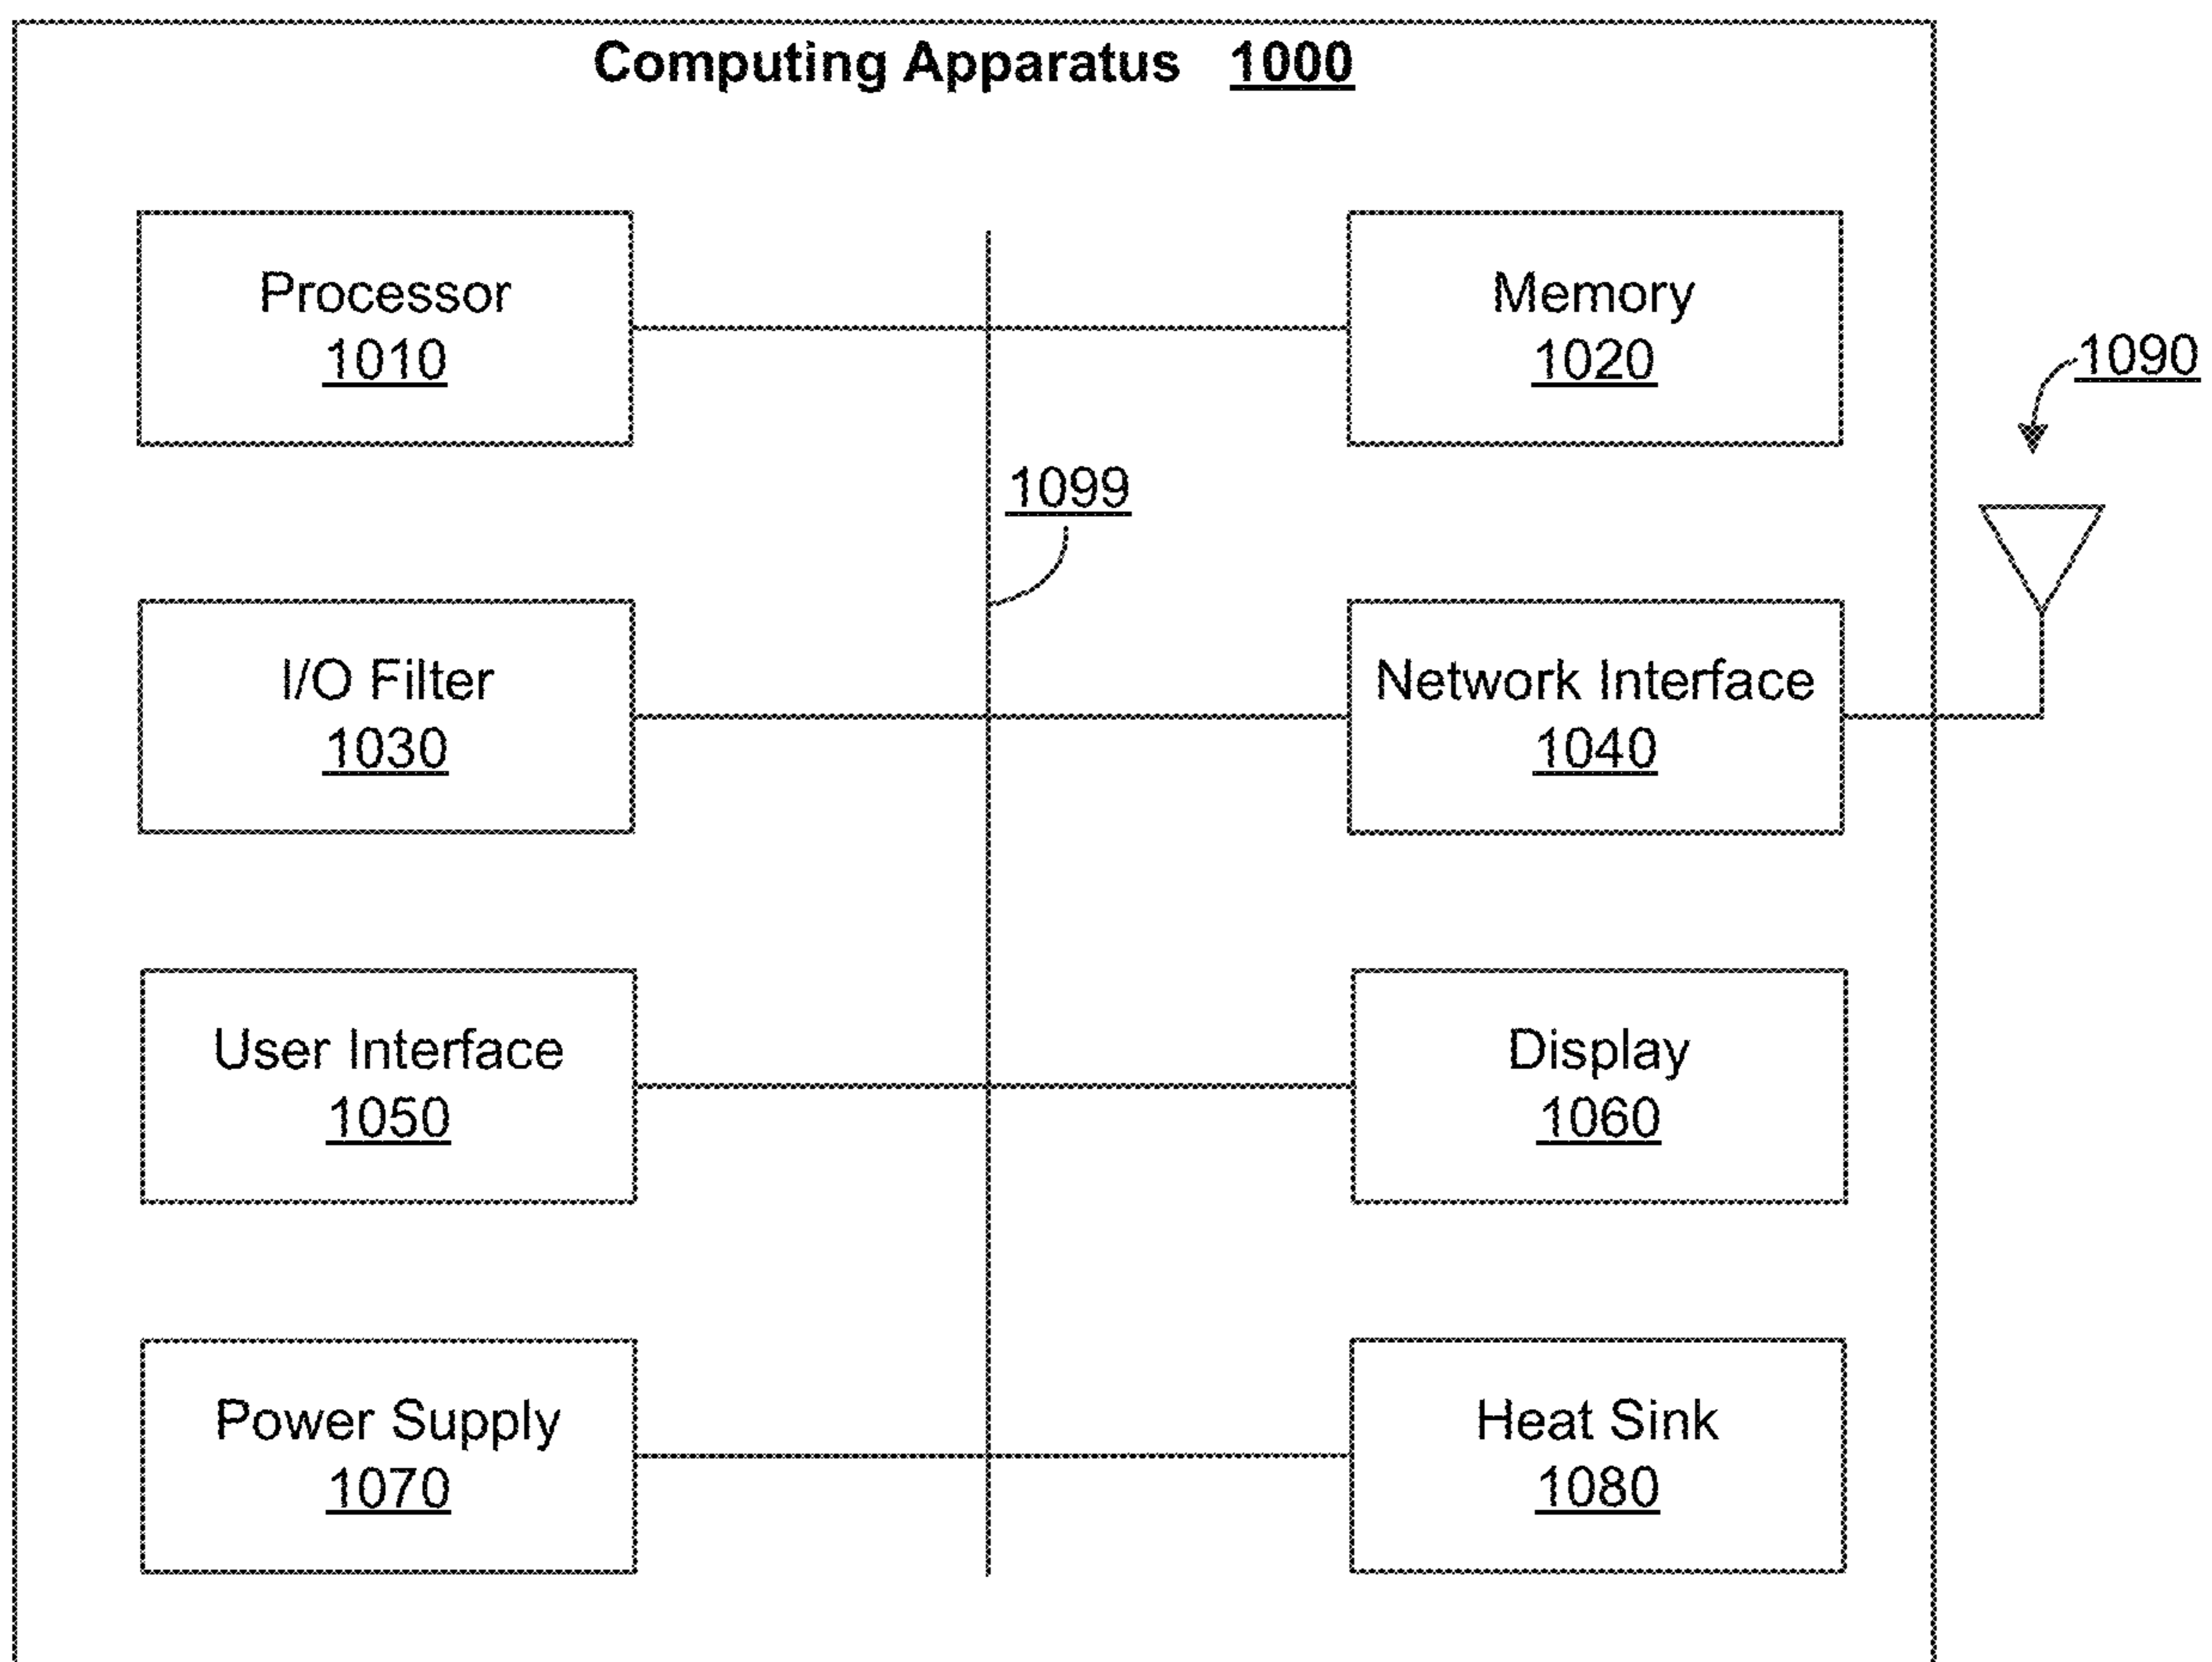 Computing Apparatus 1000
Processor
1010
Memory
1020
1090
1099
I/O Filter
1030
Network Interface
1040
User Interface
1050
Display
1060
Power Supply
1070
Heat Sink
1080